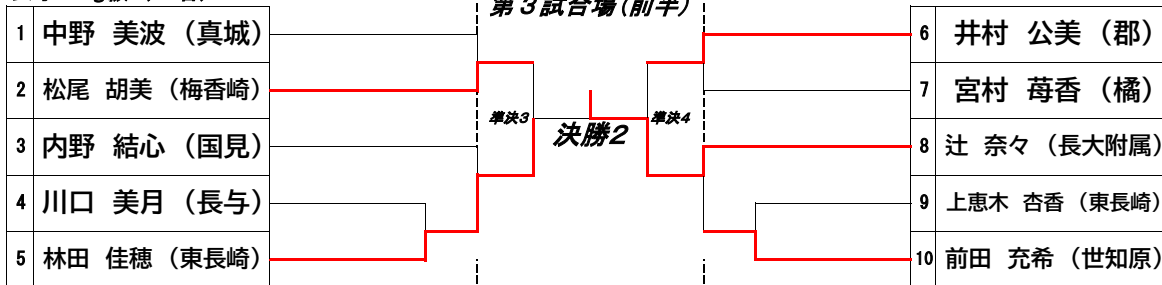 第３試合場(前半)
1 中野 美波（真城）
2 松尾 胡美（梅香崎）
3 内野 結心（国見）
4 川口 美月（長与）
5 林田 佳穂（東長崎）
準決3
決勝2
準決4
6 井村 公美（郡）
7 宮村 苺香（橘）
8 辻 奈々（長大附属）
9 上恵木 杏香（東長崎）
10 前田 充希（世知原）